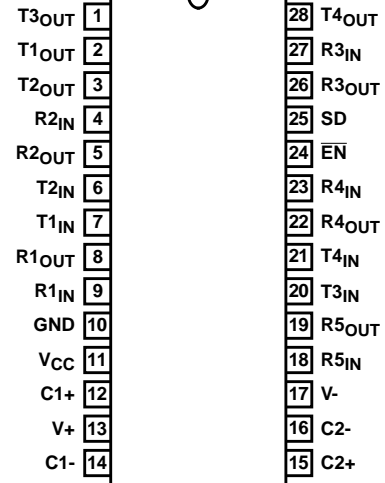 T3OUT 1 28 T4OUT
T1OUT 2 27 R3IN
T2OUT 3 26 R3OUT
R2IN 4 25 SD
R2OUT 5 24 E̅N̅
T2IN 6 23 R4IN
T1IN 7 22 R4OUT
R1OUT 8 21 T4IN
R1IN 9 20 T3IN
GND 10 19 R5OUT
VCC 11 18 R5IN
C1+ 12 17 V-
V+ 13 16 C2-
C1- 14 15 C2+